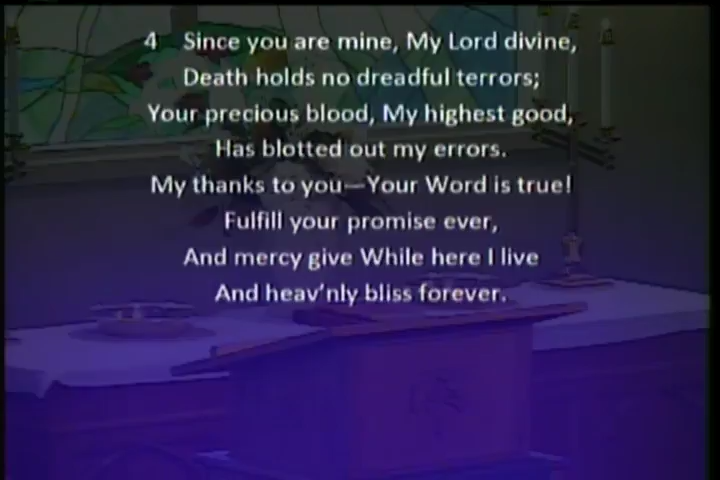 4 Since you are mine, My Lord divine,
Death holds no dreadful terrors;
Your precious blood, My highest good,
Has blotted out my errors.
My thanks to you—Your Word is true!
Fulfill your promise ever,
And mercy give While here I live
And heav'nly bliss forever.